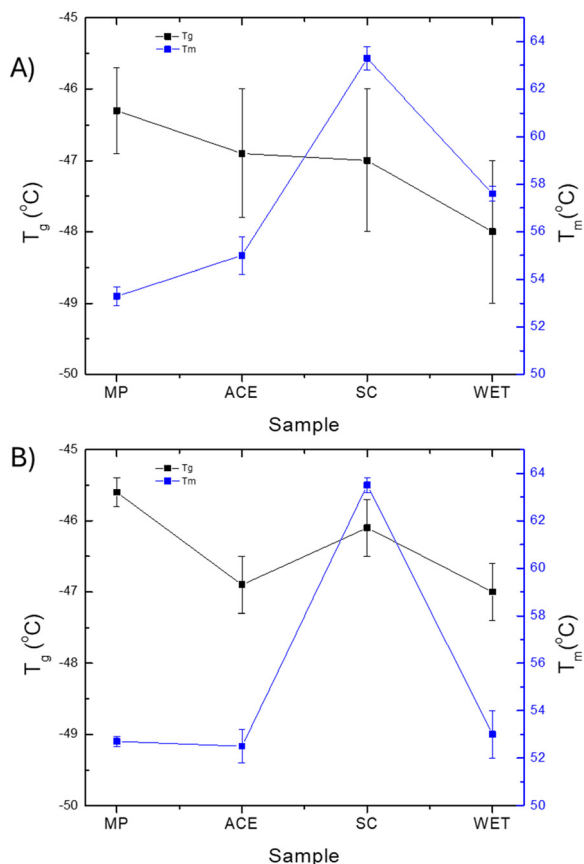 A)
Tg
Tm
-45
-46
-47
-48
-49
-50
64
62
60
58
56
54
52
50
Tg (°C)
Tm(°C)
MP ACE SC WET
Sample
B)
Tg
Tm
-45
-46
-47
-48
-49
-50
64
62
60
58
56
54
52
50
Tg (°C)
Tm(°C)
MP ACE SC WET
Sample